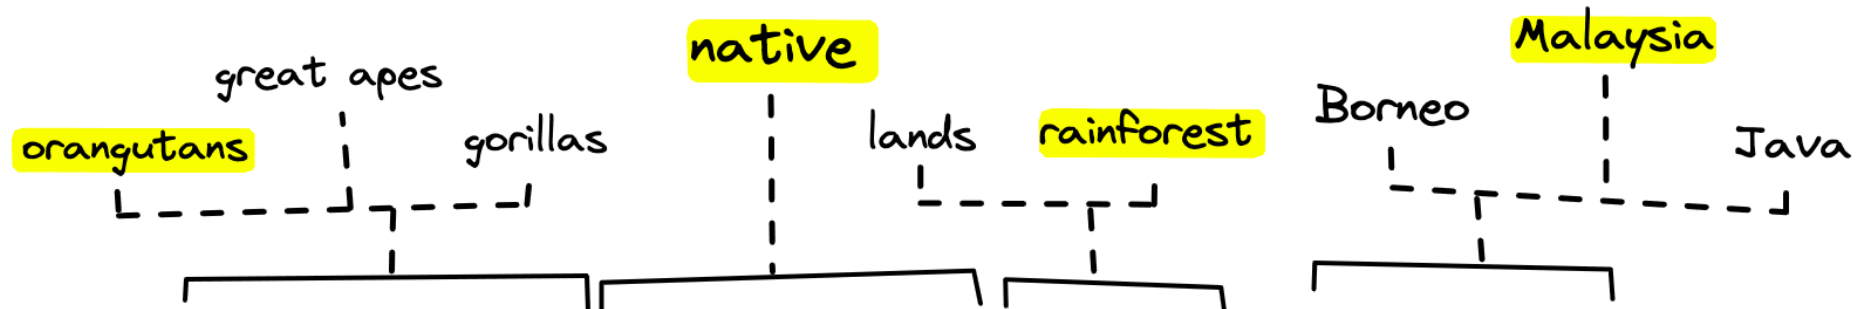 great apes
orangutans
gorillas
native
lands
rainforest
Borneo
Malaysia
Java